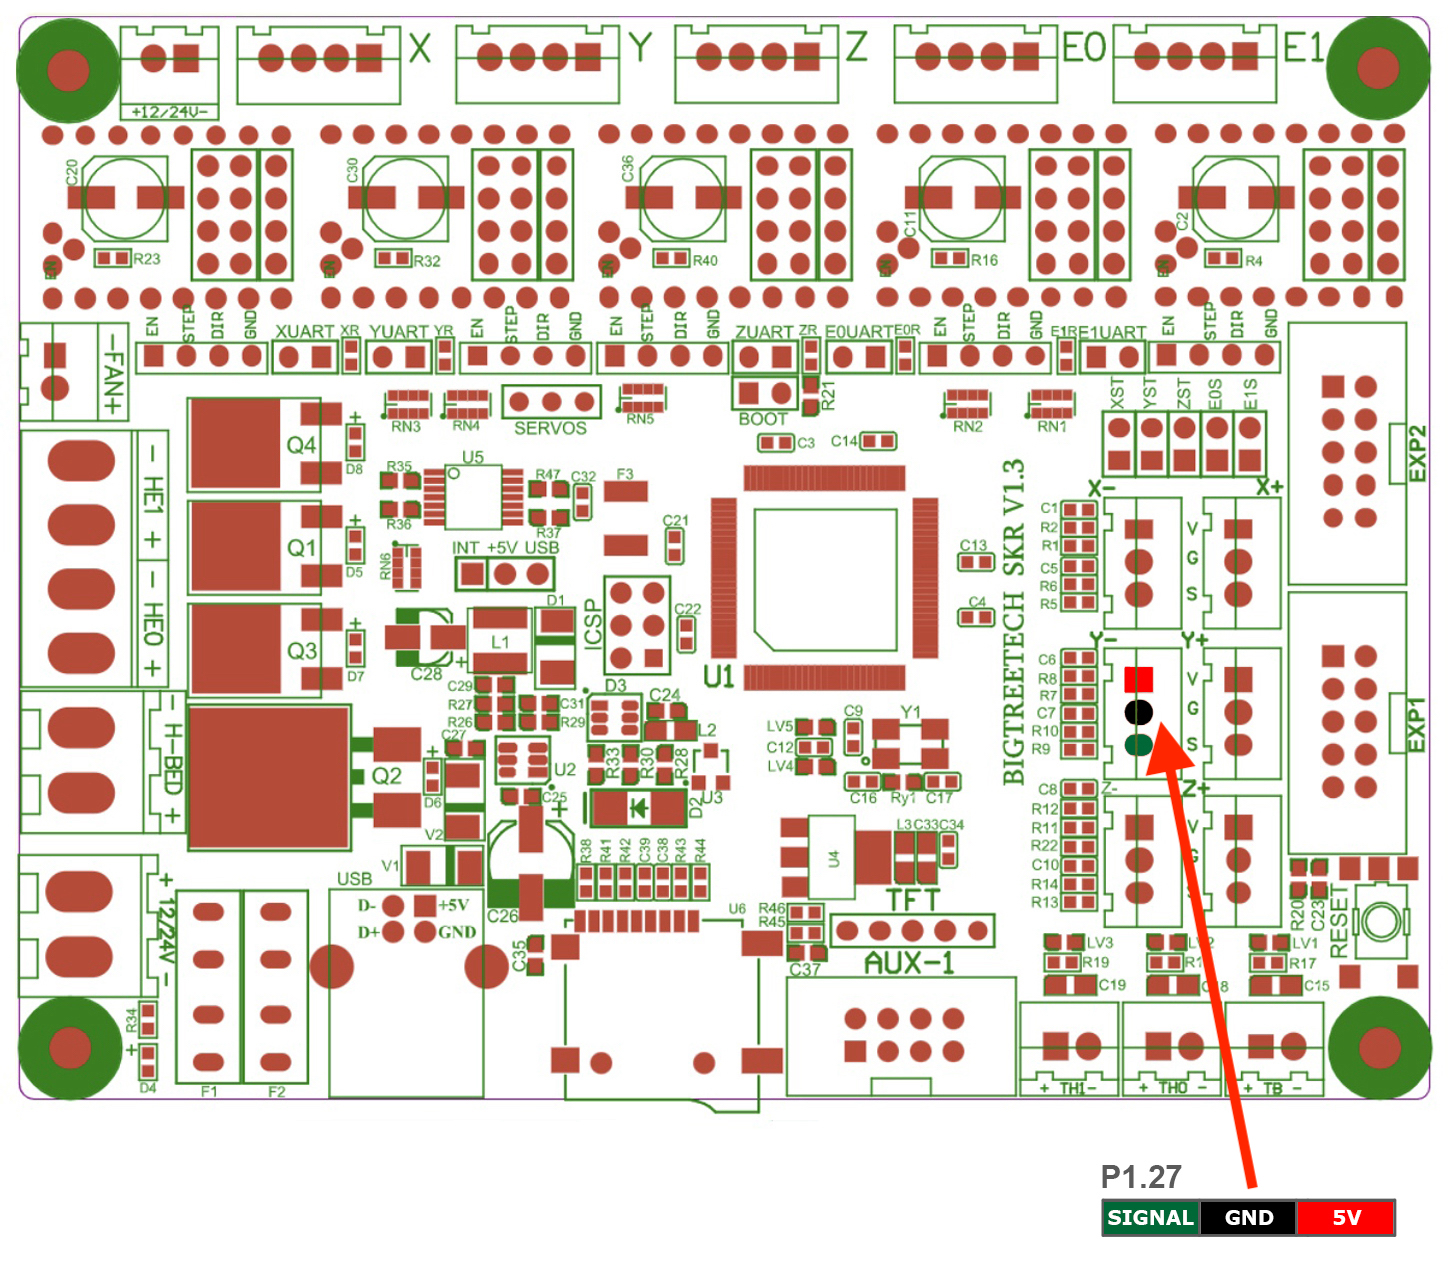 X
Y
Z
E0
E1
+12/24V-
C20
C30
C36
C11
C2
R23
R32
R40
R16
R4
EN
EN
EN
EN
EN
EN
STEP
DIR
GND
XUART
XR
YUART
YR
EN
STEP
DIR
GND
EN
STEP
DIR
GND
ZUART
ZR
E0UART
E0R
EN
STEP
DIR
GND
E1R
E1UART
EN
STEP
DIR
GND
-FAN+
RN3
RN4
SERVOS
RN5
BOOT
R21
RN2
RN1
XST
YST
ZST
E0S
E1S
EXP2
Q4
+
D8
R35
R36
U5
R47
R37
C32
F3
C3
C14
C21
- HE1 +
Q1
+
D5
RN6
INT +5V USB
BIGTREETECH SKR V1.3
C13
C4
X-
X+
C1
R2
R1
C5
R6
R5
V
G
S
- HE0 +
Q3
+
D7
C28
+
L1
D1
ICSP
C22
U1
Y-
Y+
C6
R8
R7
C7
R10
R9
V
G
S
EXP1
- H-BED +
Q2
C29
R27
R26
C31
R29
D3
C24
L2
C27
D6
+
V2
U2
C25
R33
R30
R28
U3
D2
LV5
C12
LV4
C9
Y1
C16
Ry1
C17
C8
Z-
Z+
R12
R11
R22
C10
R14
R13
V
G
+
12/24V
-
V1
USB
D-
+5V
D+
GND
C26
+
R38
R41
R42
C39
C38
R43
R44
U6
C35
U4
L3
C33
C34
TFT
R46
R45
C37
AUX-1
R20
C23
RESET
LV3
R19
C19
LV2
LV1
R17
C15
R34
+
D4
F1
F2
+ TH1 -
+ TH0 -
+ TB -
P1.27
SIGNAL GND 5V